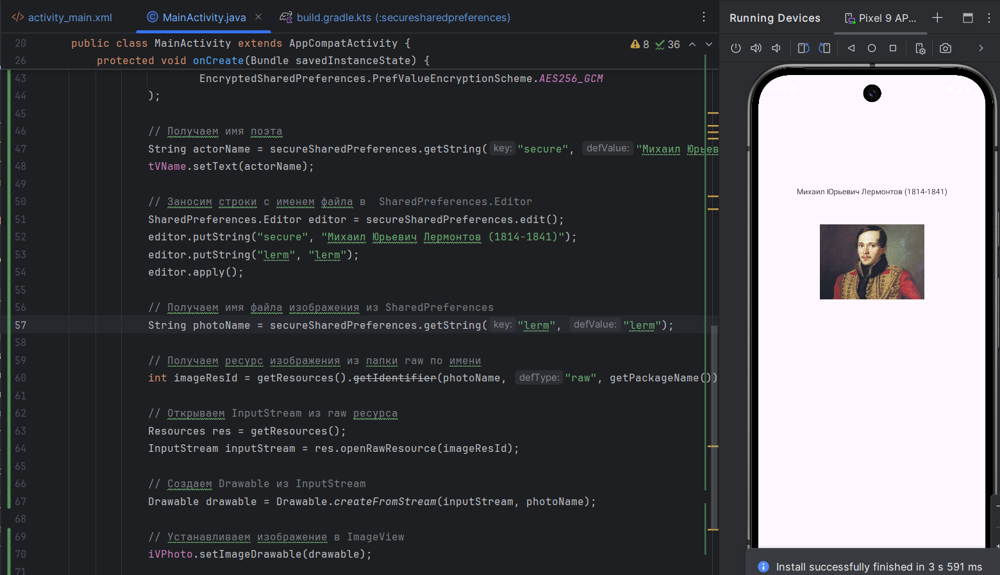 activity_main.xml
MainActivity.java
build.gradle.kts (:securesharedpreferences)
Running Devices
Pixel 9 AP...
20 public class MainActivity extends AppCompatActivity {
8 36
26 protected void onCreate(Bundle savedInstanceState) {
43 EncryptedSharedPreferences.PrefValueEncryptionScheme.AES256_GCM
44 );
45
46 // Получаем имя поэта
47 String actorName = secureSharedPreferences.getString( key: "secure", defValue: "Михаил Юрьев
48 tVName.setText(actorName);
49
50 // Заносим строки с именем файла в  SharedPreferences.Editor
51 SharedPreferences.Editor editor = secureSharedPreferences.edit();
52 editor.putString("secure", "Михаил Юрьевич Лермонтов (1814-1841)");
53 editor.putString("lerm", "lerm");
54 editor.apply();
55
56 // Получаем имя файла изображения из SharedPreferences
57 String photoName = secureSharedPreferences.getString( key: "lerm", defValue: "lerm");
58
59 // Получаем ресурс изображения из папки raw по имени
60 int imageResId = getResources().getIdentifier(photoName, defType: "raw", getPackageName())
61
62 // Открываем InputStream из raw ресурса
63 Resources res = getResources();
64 InputStream inputStream = res.openRawResource(imageResId);
65
66 // Создаем Drawable из InputStream
67 Drawable drawable = Drawable.createFromStream(inputStream, photoName);
68
69 // Устанавливаем изображение в ImageView
70 iVPhoto.setImageDrawable(drawable);
71
Михаил Юрьевич Лермонтов (1814-1841)
Install successfully finished in 3 s 591 ms